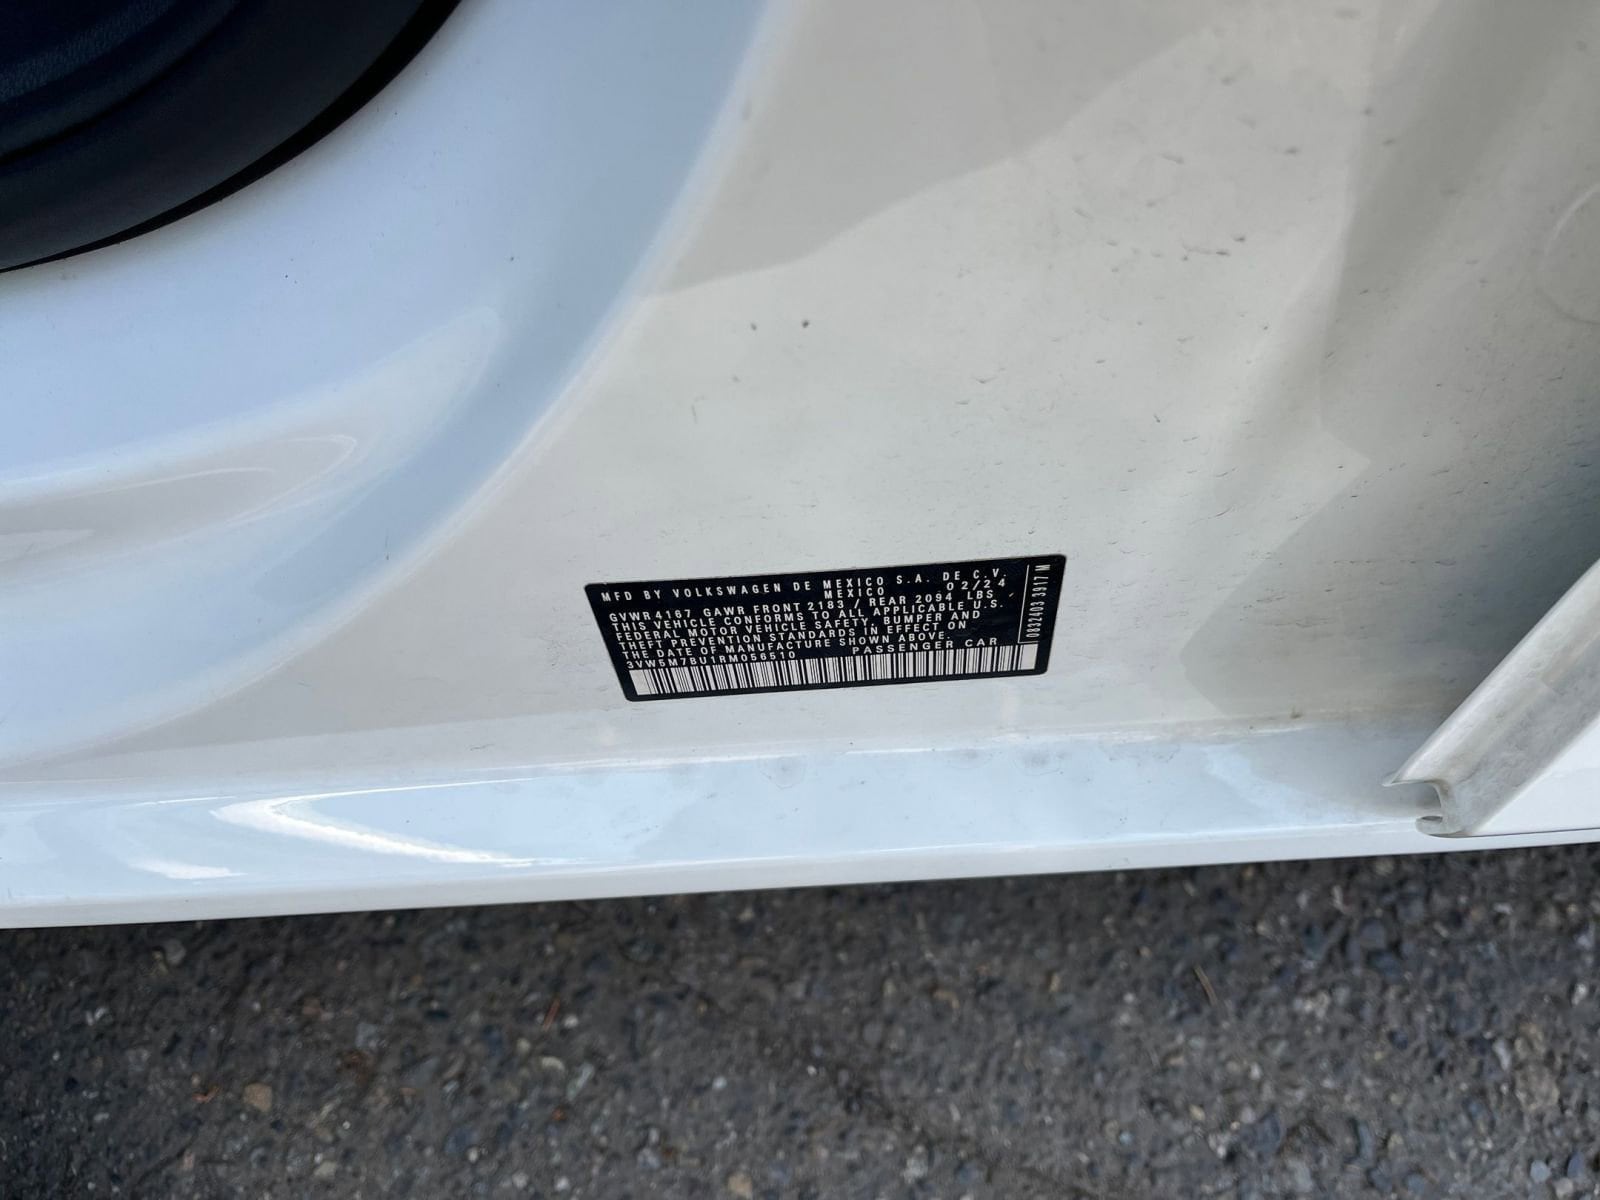 MFD BY VOLKSWAGEN DE MEXICO S.A. DE C.V.
MEXICO 02/24
GVWR 4167 GAWR FRONT 2183 / REAR 2094 LBS
THIS VEHICLE CONFORMS TO ALL APPLICABLE U.S.
FEDERAL MOTOR VEHICLE SAFETY, BUMPER AND
THEFT PREVENTION STANDARDS IN EFFECT ON
THE DATE OF MANUFACTURE SHOWN ABOVE.
3VW5M7BU1RM056510 PASSENGER CAR
0832403 3917 M